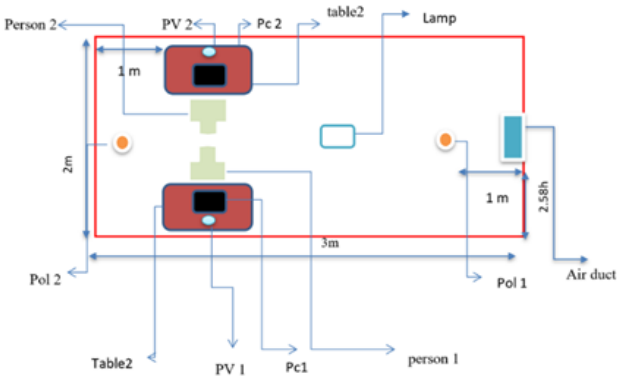 Person 2
PV 2
Pc 2
table2
Lamp
1 m
2m
1 m
2.58h
3m
Pol 2
Pol 1
Air duct
Table2
PV 1
Pc1
person 1